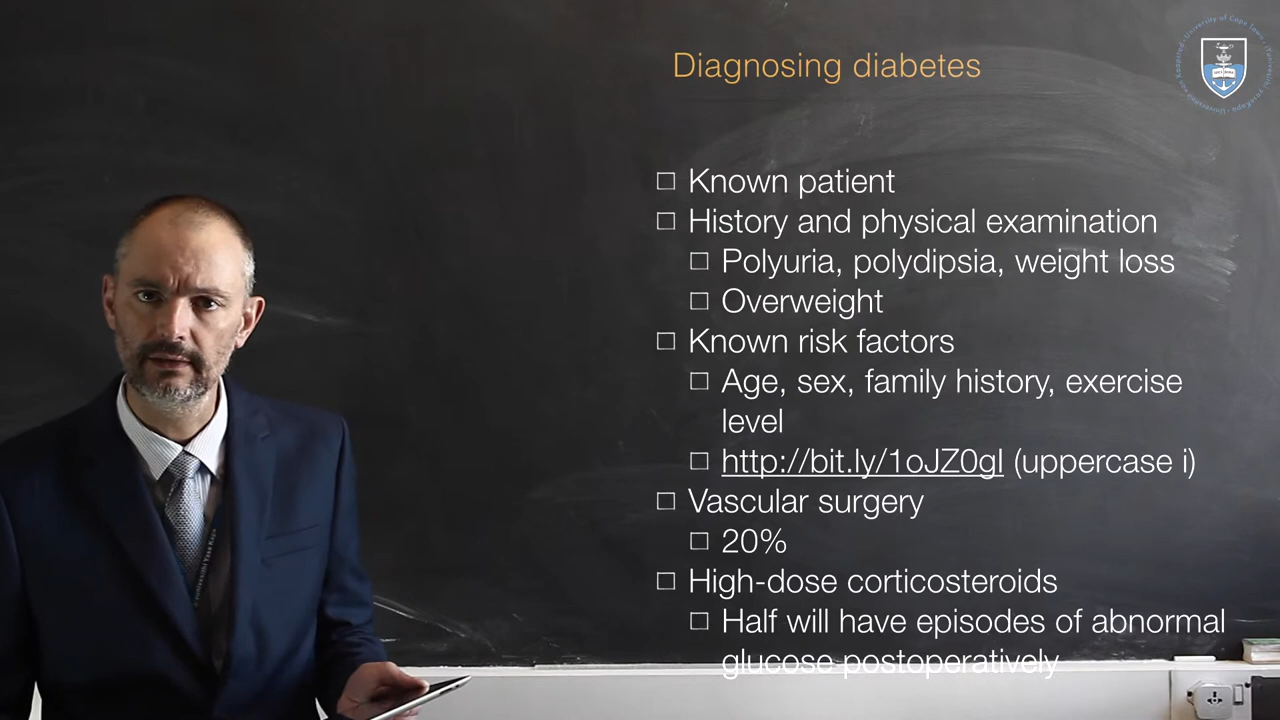 Diagnosing diabetes
Known patient
History and physical examination
Polyuria, polydipsia, weight loss
Overweight
Known risk factors
Age, sex, family history, exercise
level
http://bit.ly/1oJZ0gI (uppercase i)
Vascular surgery
20%
High-dose corticosteroids
Half will have episodes of abnormal
glucose postoperatively